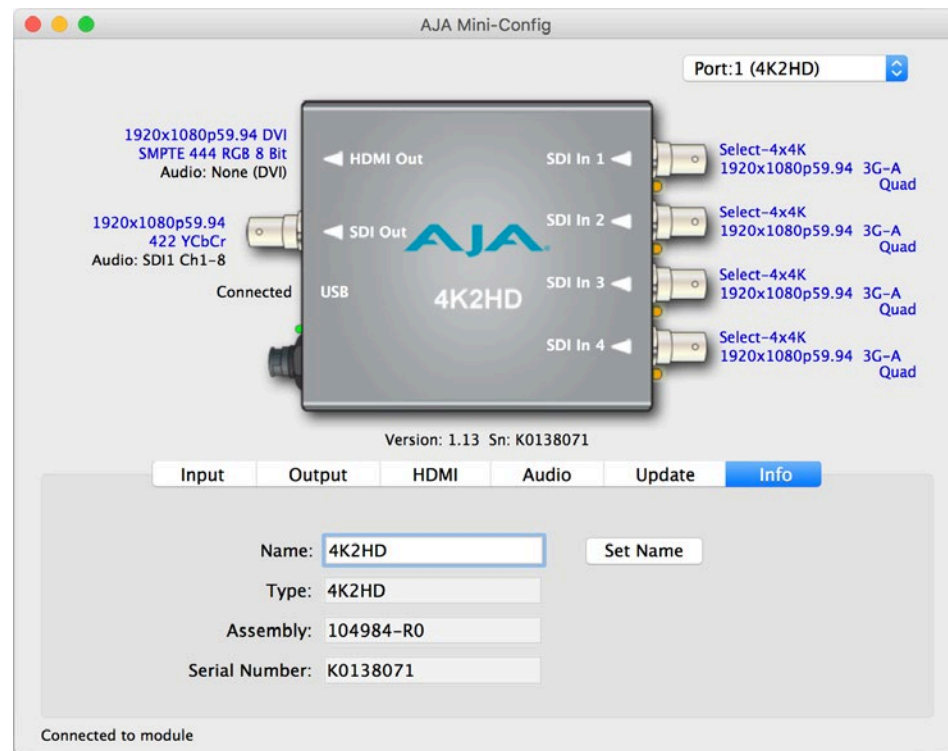 AJA Mini-Config
Port:1 (4K2HD)
1920x1080p59.94 DVI
SMPTE 444 RGB 8 Bit
Audio: None (DVI)
HDMI Out
SDI In 1
Select-4x4K
1920x1080p59.94 3G-A
Quad
1920x1080p59.94
422 YCbCr
Audio: SDI1 Ch1-8
SDI Out
AJA
SDI In 2
Select-4x4K
1920x1080p59.94 3G-A
Quad
Connected
USB
4K2HD
SDI In 3
Select-4x4K
1920x1080p59.94 3G-A
Quad
SDI In 4
Select-4x4K
1920x1080p59.94 3G-A
Quad
Version: 1.13 Sn: K0138071
Input Output HDMI Audio Update Info
Name: 4K2HD Set Name
Type: 4K2HD
Assembly: 104984-R0
Serial Number: K0138071
Connected to module